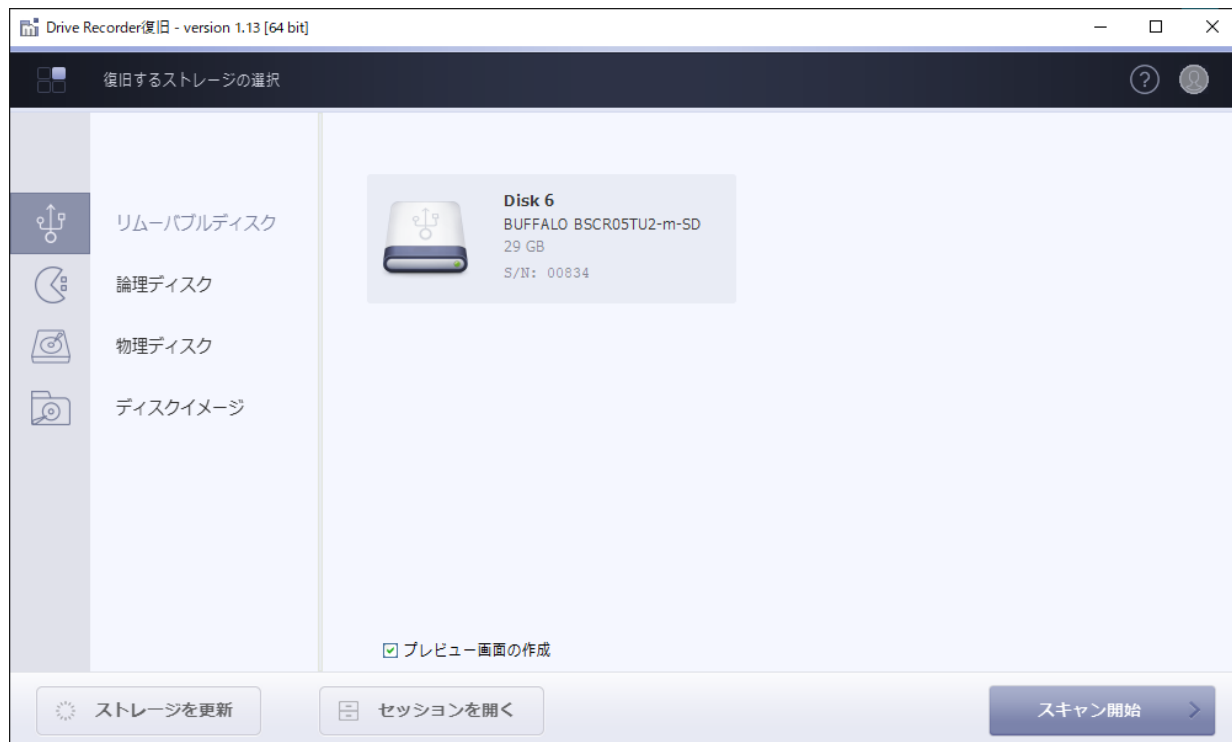 Drive Recorder復旧 - version 1.13 [64 bit]
復旧するストレージの選択
リムーバブルディスク
論理ディスク
物理ディスク
ディスクイメージ
Disk 6
BUFFALO BSCR05TU2-m-SD
29 GB
S/N: 00834
プレビュー画面の作成
ストレージを更新
セッションを開く
スキャン開始